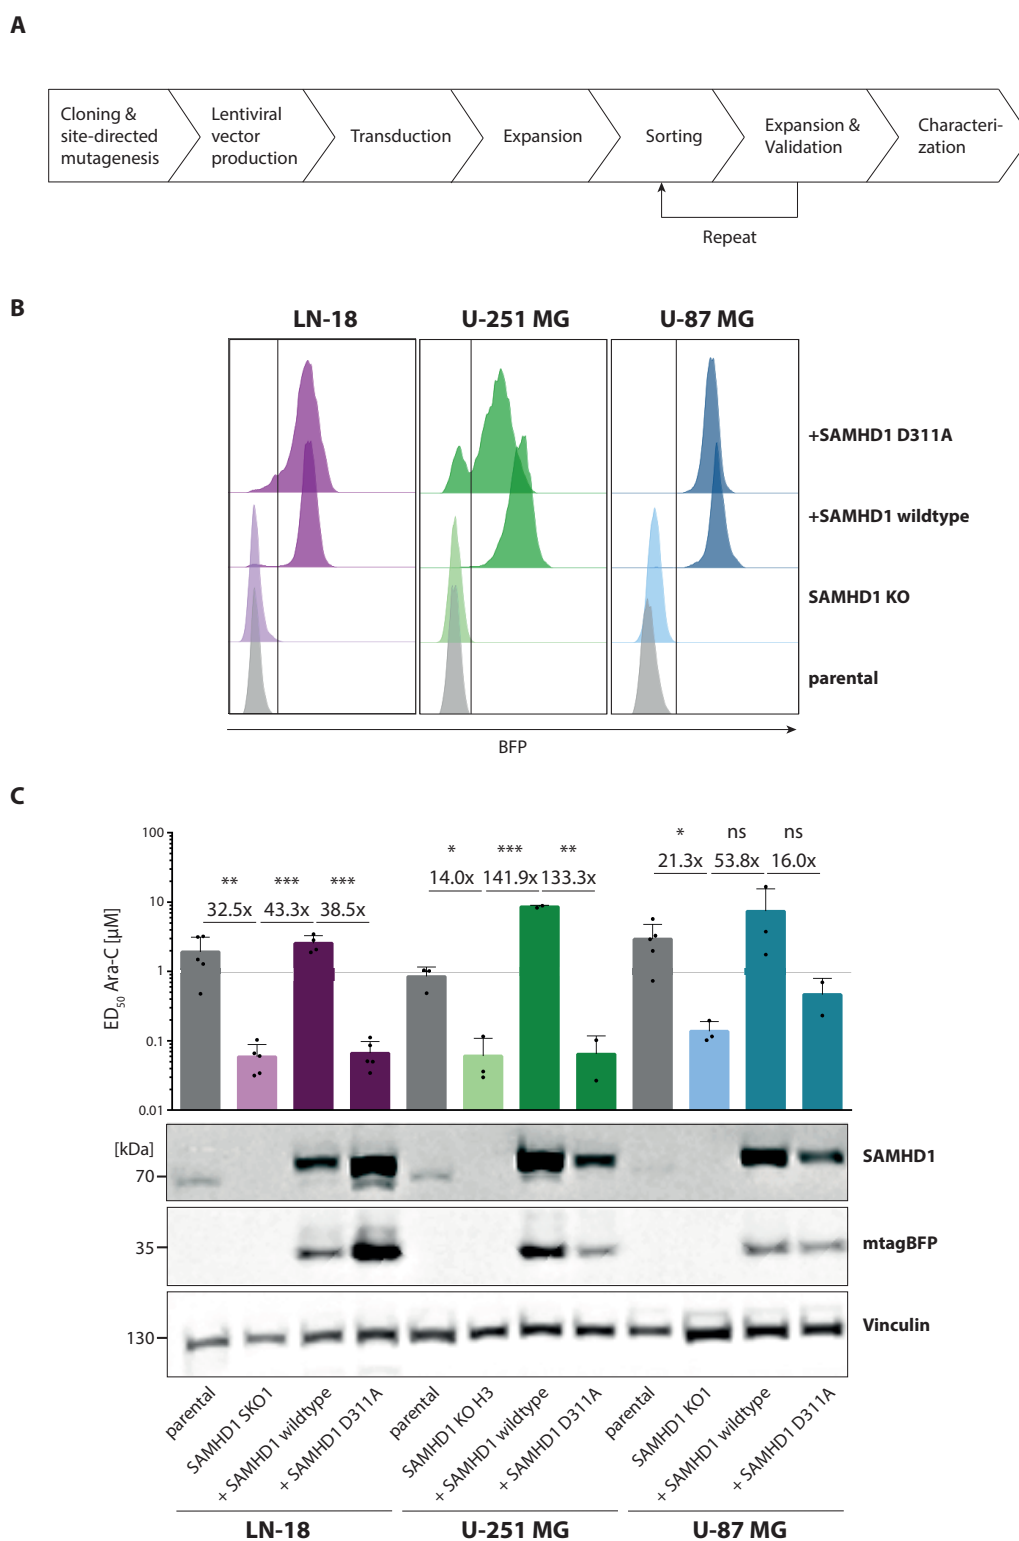 A
Cloning &
site-directed
mutagenesis
Lentiviral
vector
production
Transduction
Expansion
Sorting
Expansion &
Validation
Characteri-
zation
Repeat
B
LN-18
U-251 MG
U-87 MG
+SAMHD1 D311A
+SAMHD1 wildtype
SAMHD1 KO
parental
BFP
C
ED50 Ara-C [µM]
100
10
1
0.1
0.01
** *** ***
32.5x 43.3x 38.5x
* *** **
14.0x 141.9x 133.3x
* ns ns
21.3x 53.8x 16.0x
[kDa]
70
SAMHD1
35
mtagBFP
130
Vinculin
parental
SAMHD1 SKO1
+ SAMHD1 wildtype
+ SAMHD1 D311A
parental
SAMHD1 KO H3
+ SAMHD1 wildtype
+ SAMHD1 D311A
parental
SAMHD1 KO1
+ SAMHD1 wildtype
+ SAMHD1 D311A
LN-18
U-251 MG
U-87 MG